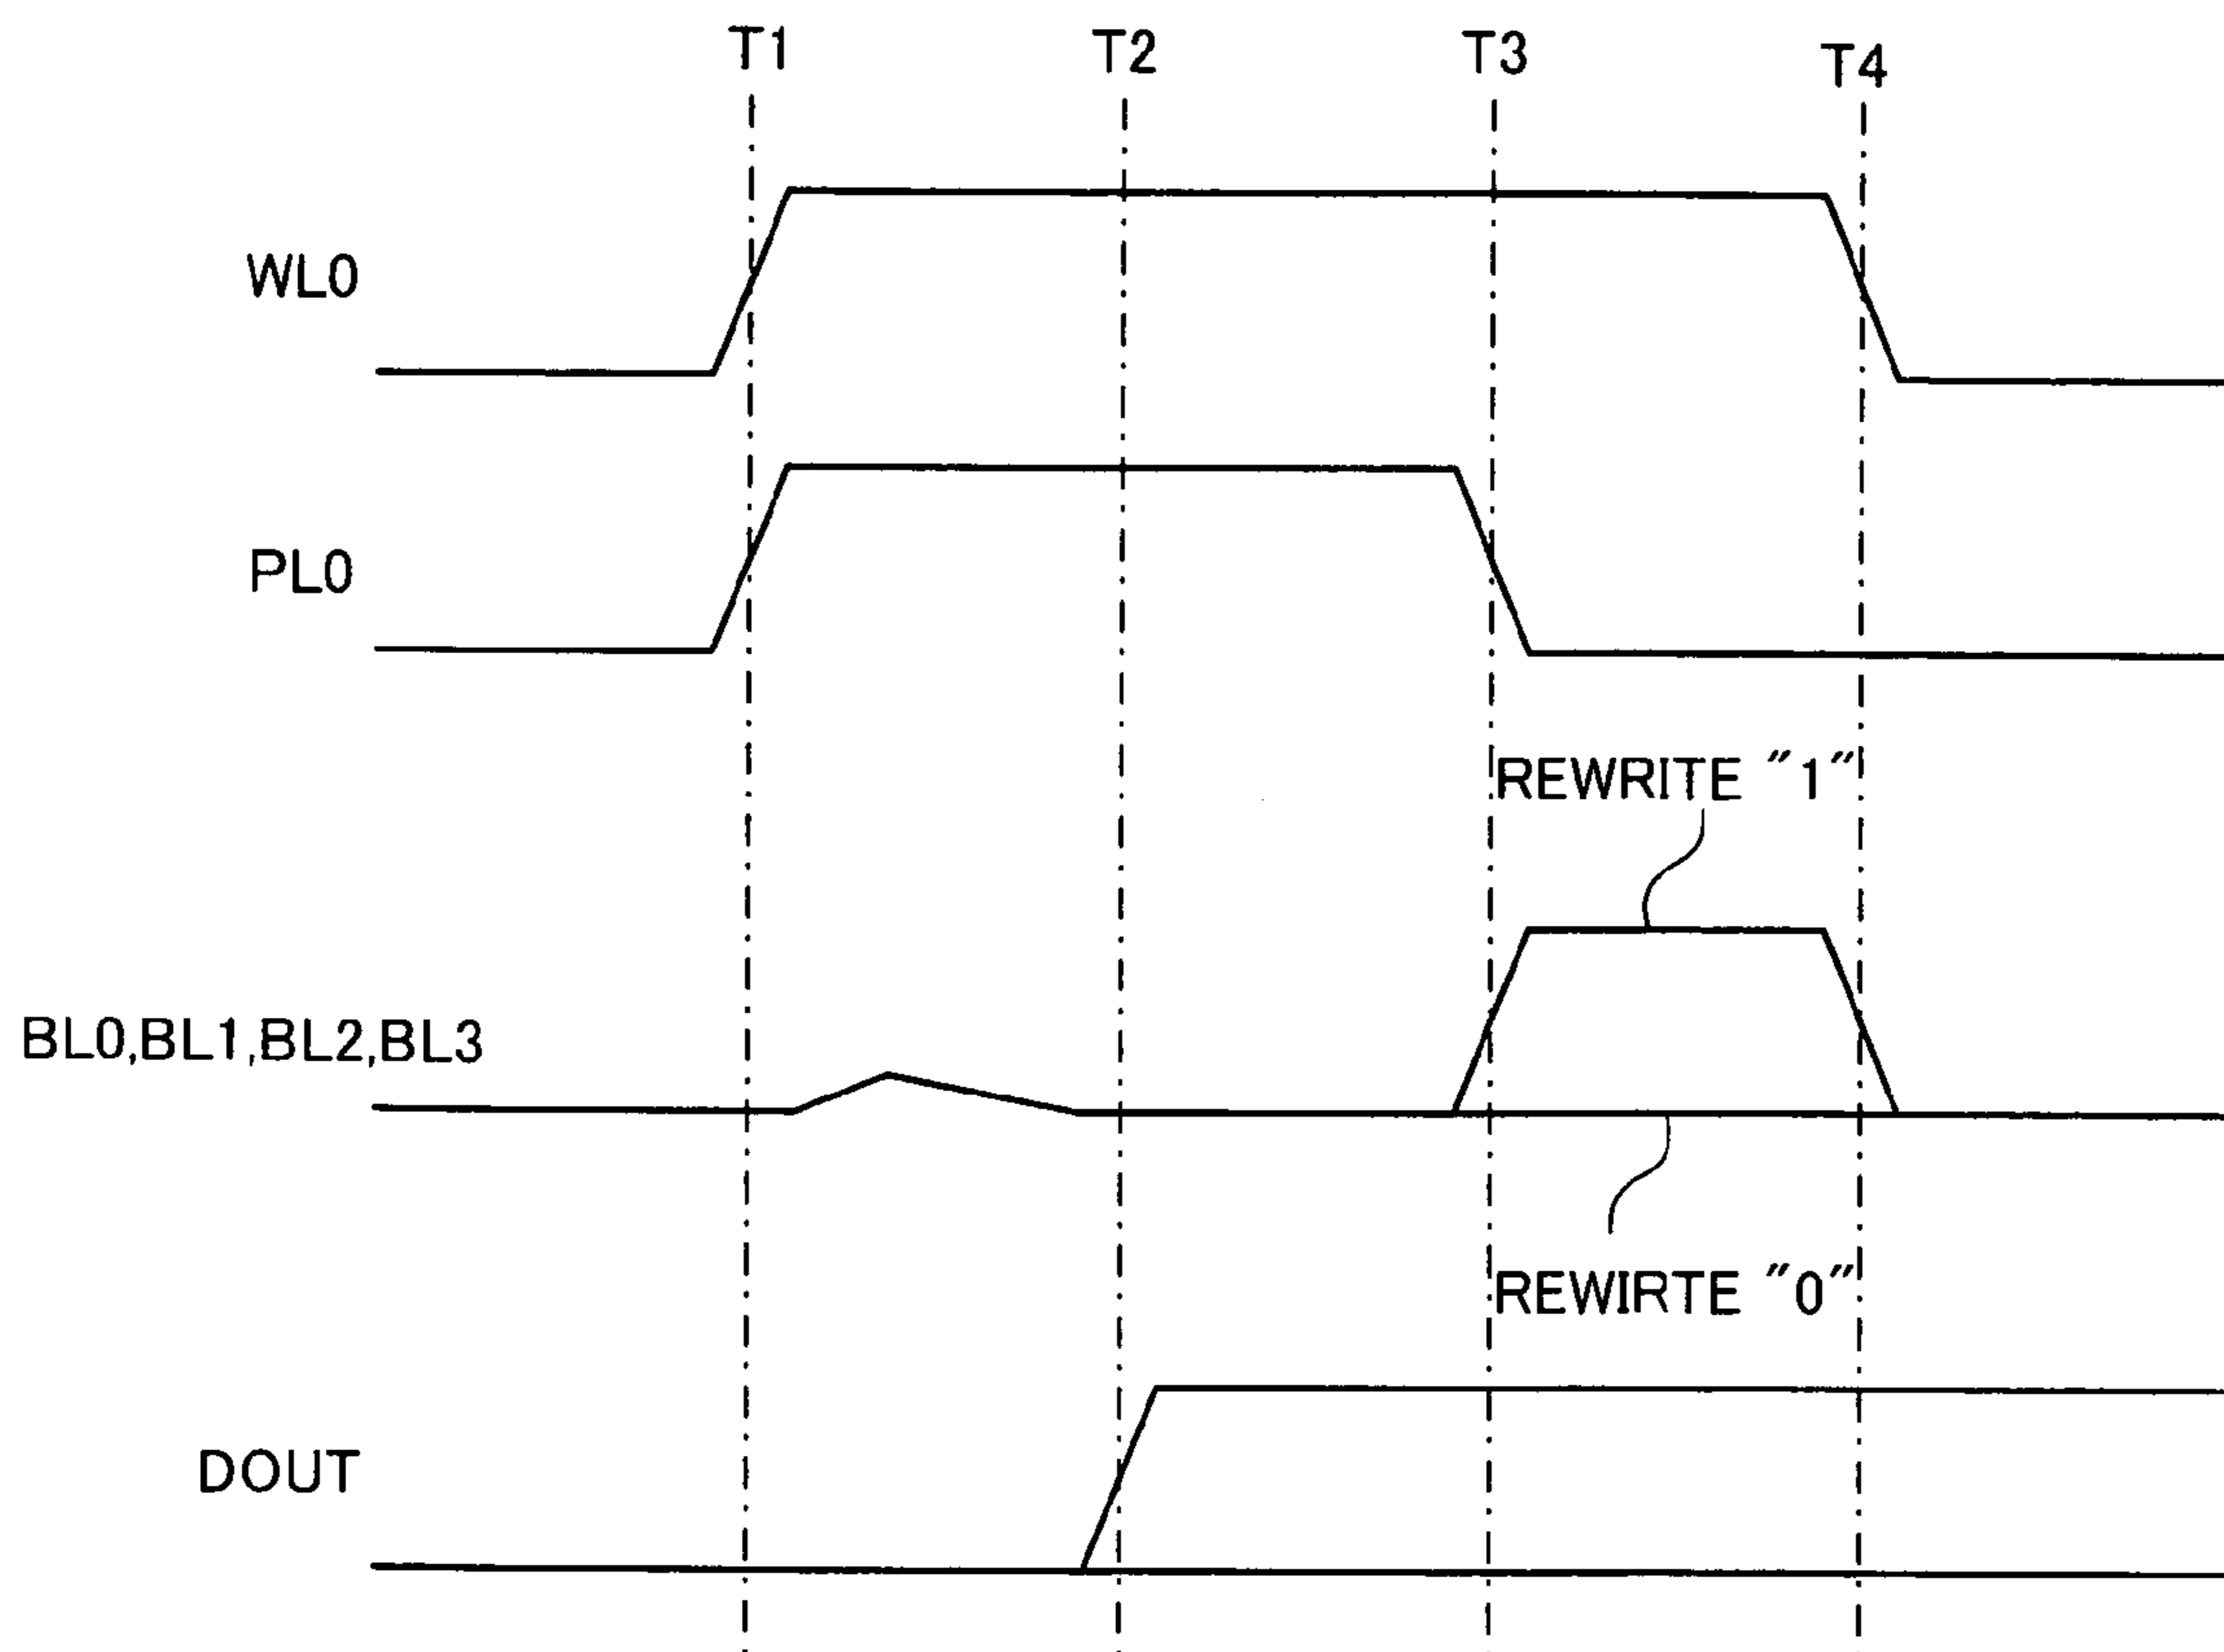 T1
T2
T3
T4
WL0
PL0
REWRITE "1"
BL0,BL1,BL2,BL3
REWIRTE "0"
DOUT